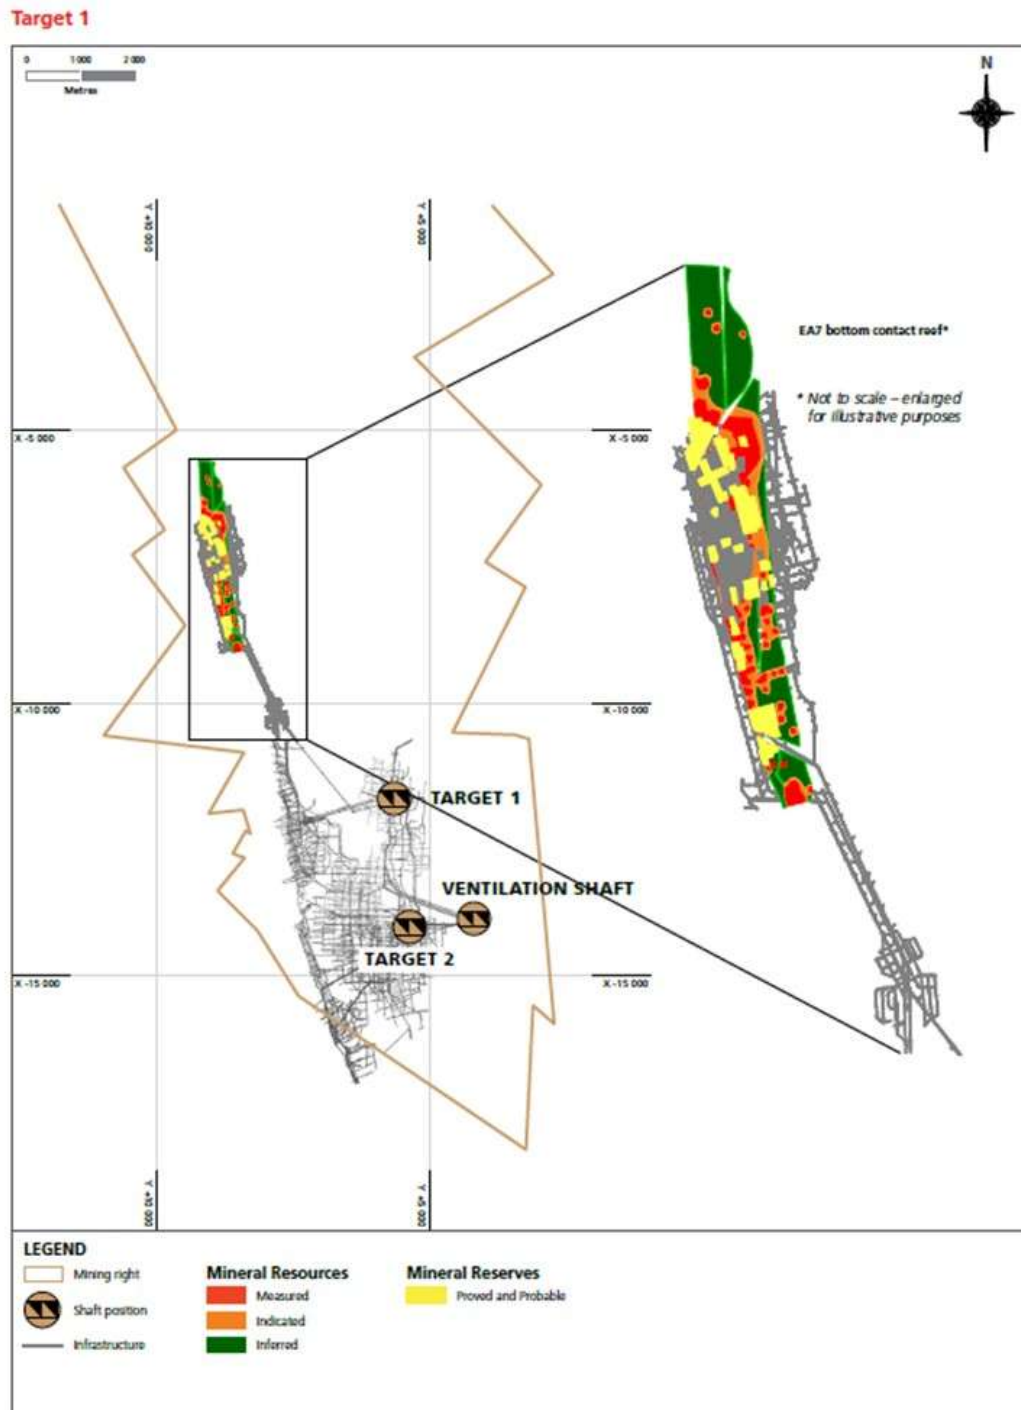 Target 1
0 1 000 2 000
Metres
N
Y +10 000
Y +5 000
EA7 bottom contact reef*
* Not to scale – enlarged
for illustrative purposes
X -5 000
X -5 000
X -10 000
X -10 000
TARGET 1
VENTILATION SHAFT
TARGET 2
X -15 000
X -15 000
Y +10 000
Y +5 000
LEGEND
Mining right
Shaft position
Infrastructure
Mineral Resources
Measured
Indicated
Inferred
Mineral Reserves
Proved and Probable